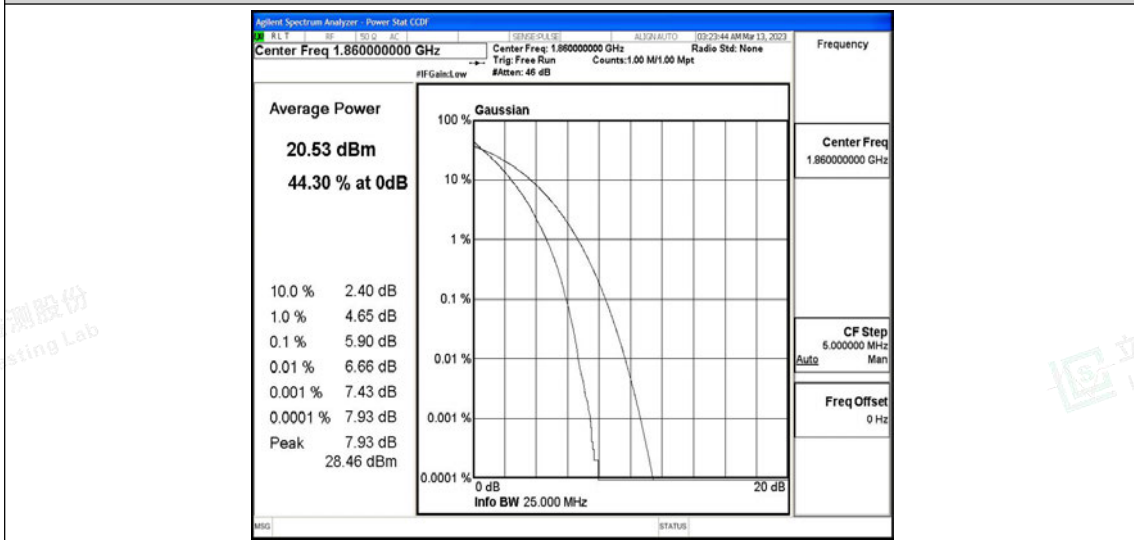 Agilent Spectrum Analyzer - Power Stat CCDF
RLT RF 50 Ω AC SENSE:PULSE ALIGN AUTO 03:23:44 AM Mar 13, 2023
Center Freq 1.860000000 GHz
Center Freq: 1.860000000 GHz Radio Std: None
Trig: Free Run Counts:1.00 M/1.00 Mpt
#IFGain:Low #Atten: 46 dB
Frequency
Average Power
20.53 dBm
44.30 % at 0dB
10.0 % 2.40 dB
1.0 % 4.65 dB
0.1 % 5.90 dB
0.01 % 6.66 dB
0.001 % 7.43 dB
0.0001 % 7.93 dB
Peak 7.93 dB
28.46 dBm
Gaussian
100 %
10 %
1 %
0.1 %
0.01 %
0.001 %
0.0001 %
0 dB 20 dB
Info BW 25.000 MHz
Center Freq
1.860000000 GHz
CF Step
5.000000 MHz
Auto Man
Freq Offset
0 Hz
MSG STATUS
测股份
sting Lab
立